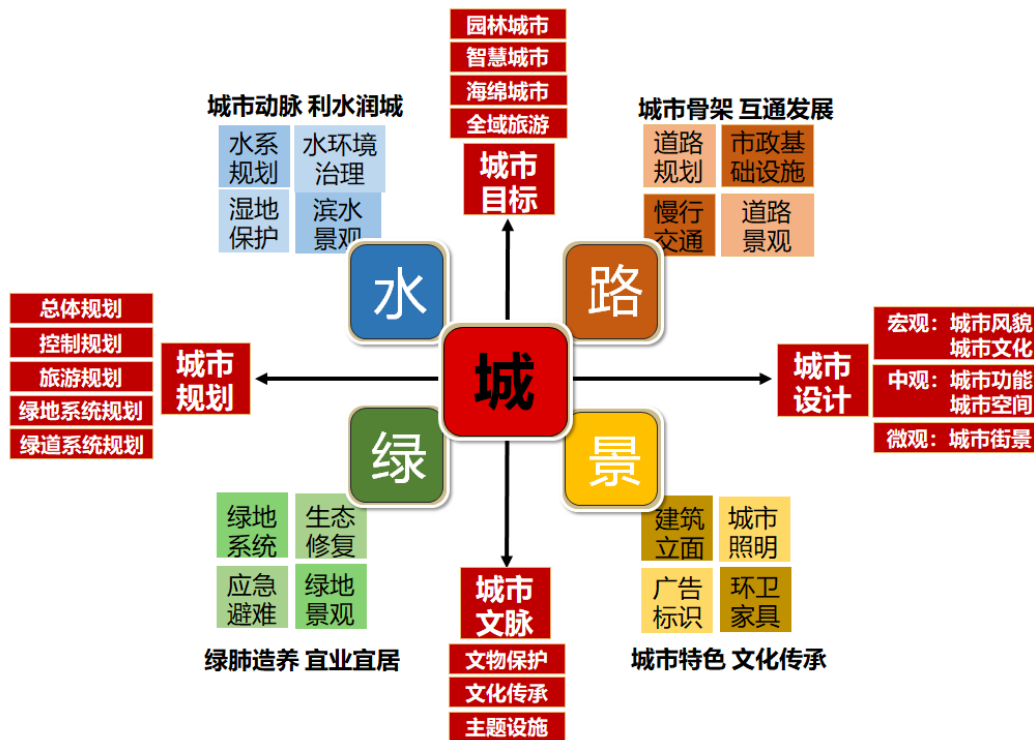 园林城市
智慧城市
海绵城市
全域旅游
城市
目标
城市动脉 利水润城
水系
规划
水环境
治理
湿地
保护
滨水
景观
水
城市骨架 互通发展
道路
规划
市政基
础设施
慢行
交通
道路
景观
路
总体规划
控制规划
旅游规划
绿地系统规划
绿道系统规划
城市
规划
城
城市
设计
宏观：城市风貌
城市文化
中观：城市功能
城市空间
微观：城市街景
绿
绿地
系统
生态
修复
应急
避难
绿地
景观
绿肺造养 宜业宜居
景
建筑
立面
城市
照明
广告
标识
环卫
家具
城市特色 文化传承
城市
文脉
文物保护
文化传承
主题设施